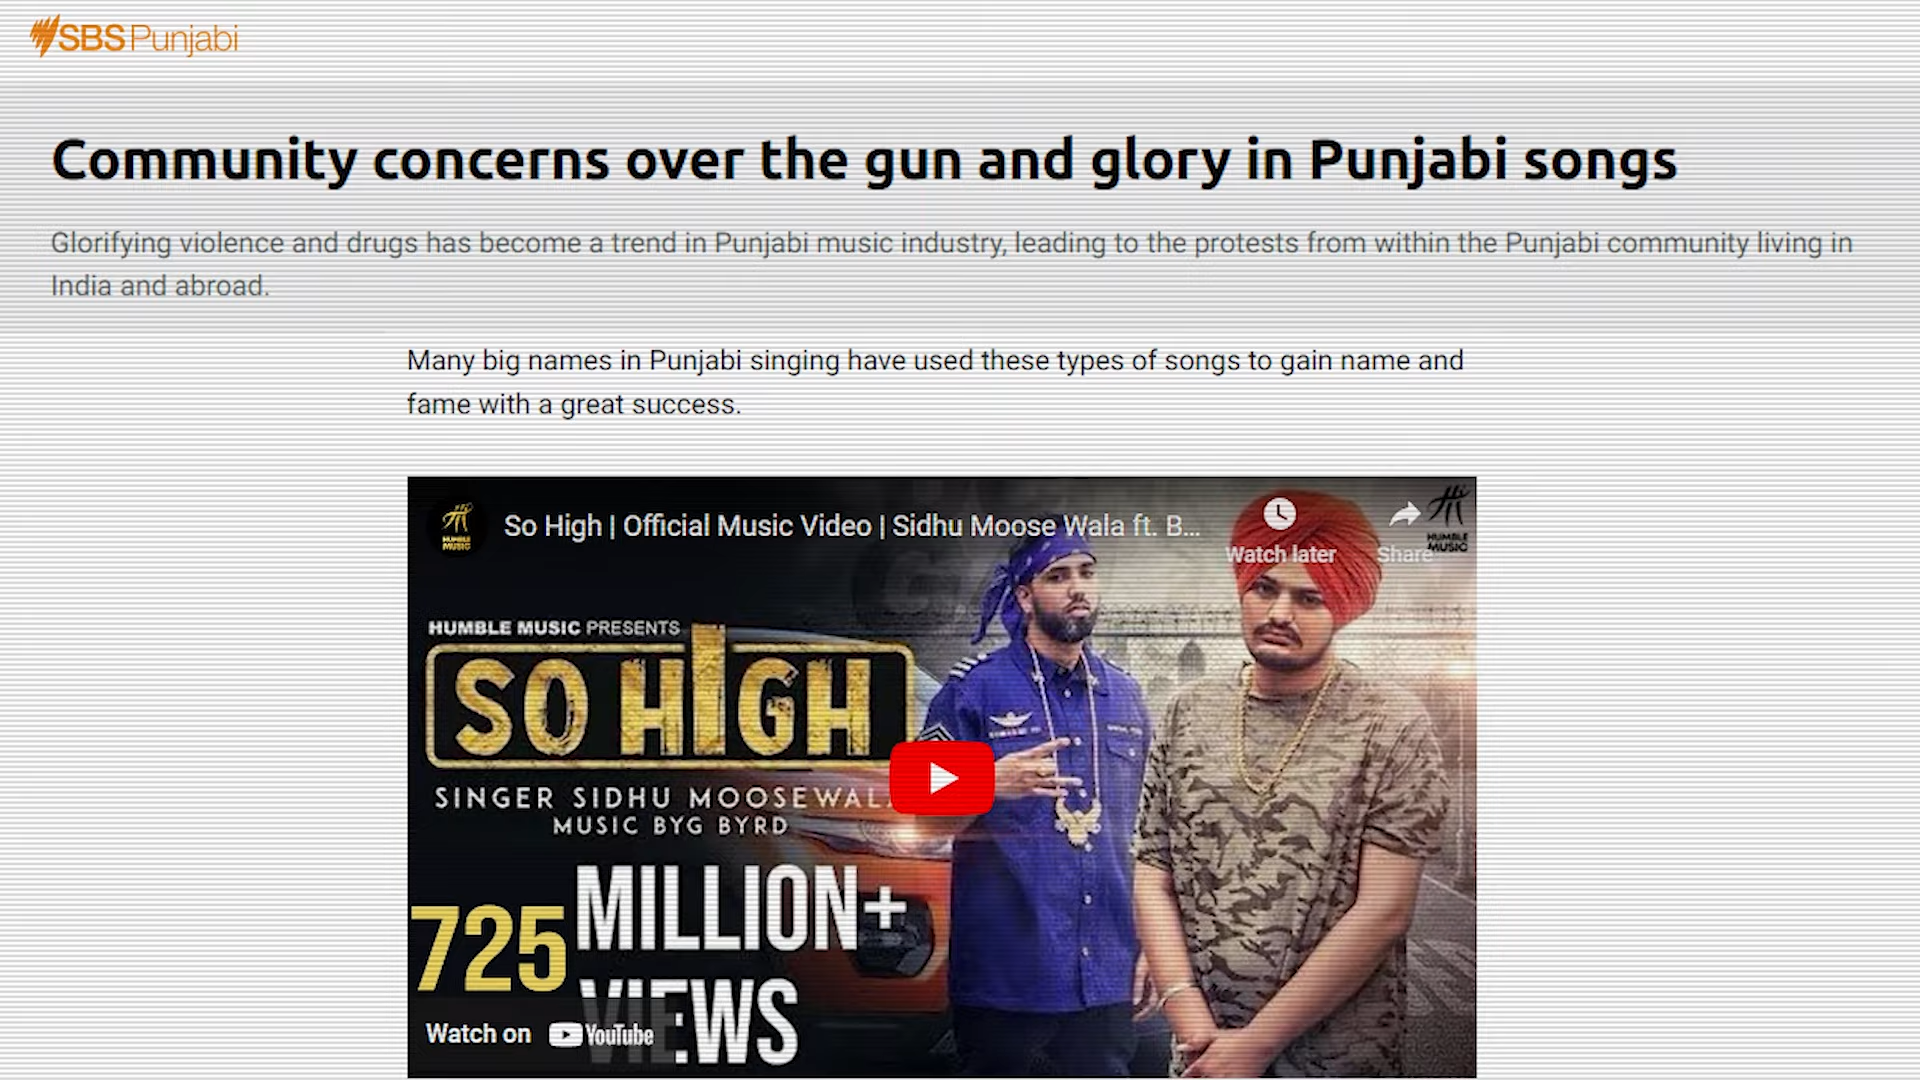 SBS Punjabi
Community concerns over the gun and glory in Punjabi songs
Glorifying violence and drugs has become a trend in Punjabi music industry, leading to the protests from within the Punjabi community living in
India and abroad.
Many big names in Punjabi singing have used these types of songs to gain name and
fame with a great success.
HUMBLE
MUSIC
So High | Official Music Video | Sidhu Moose Wala ft. B...
Watch later
Share
HUMBLE
MUSIC
HUMBLE MUSIC PRESENTS
SO HIGH
SINGER SIDHU MOOSEWALA
MUSIC BYG BYRD
725 MILLION+
VIEWS
Watch on YouTube